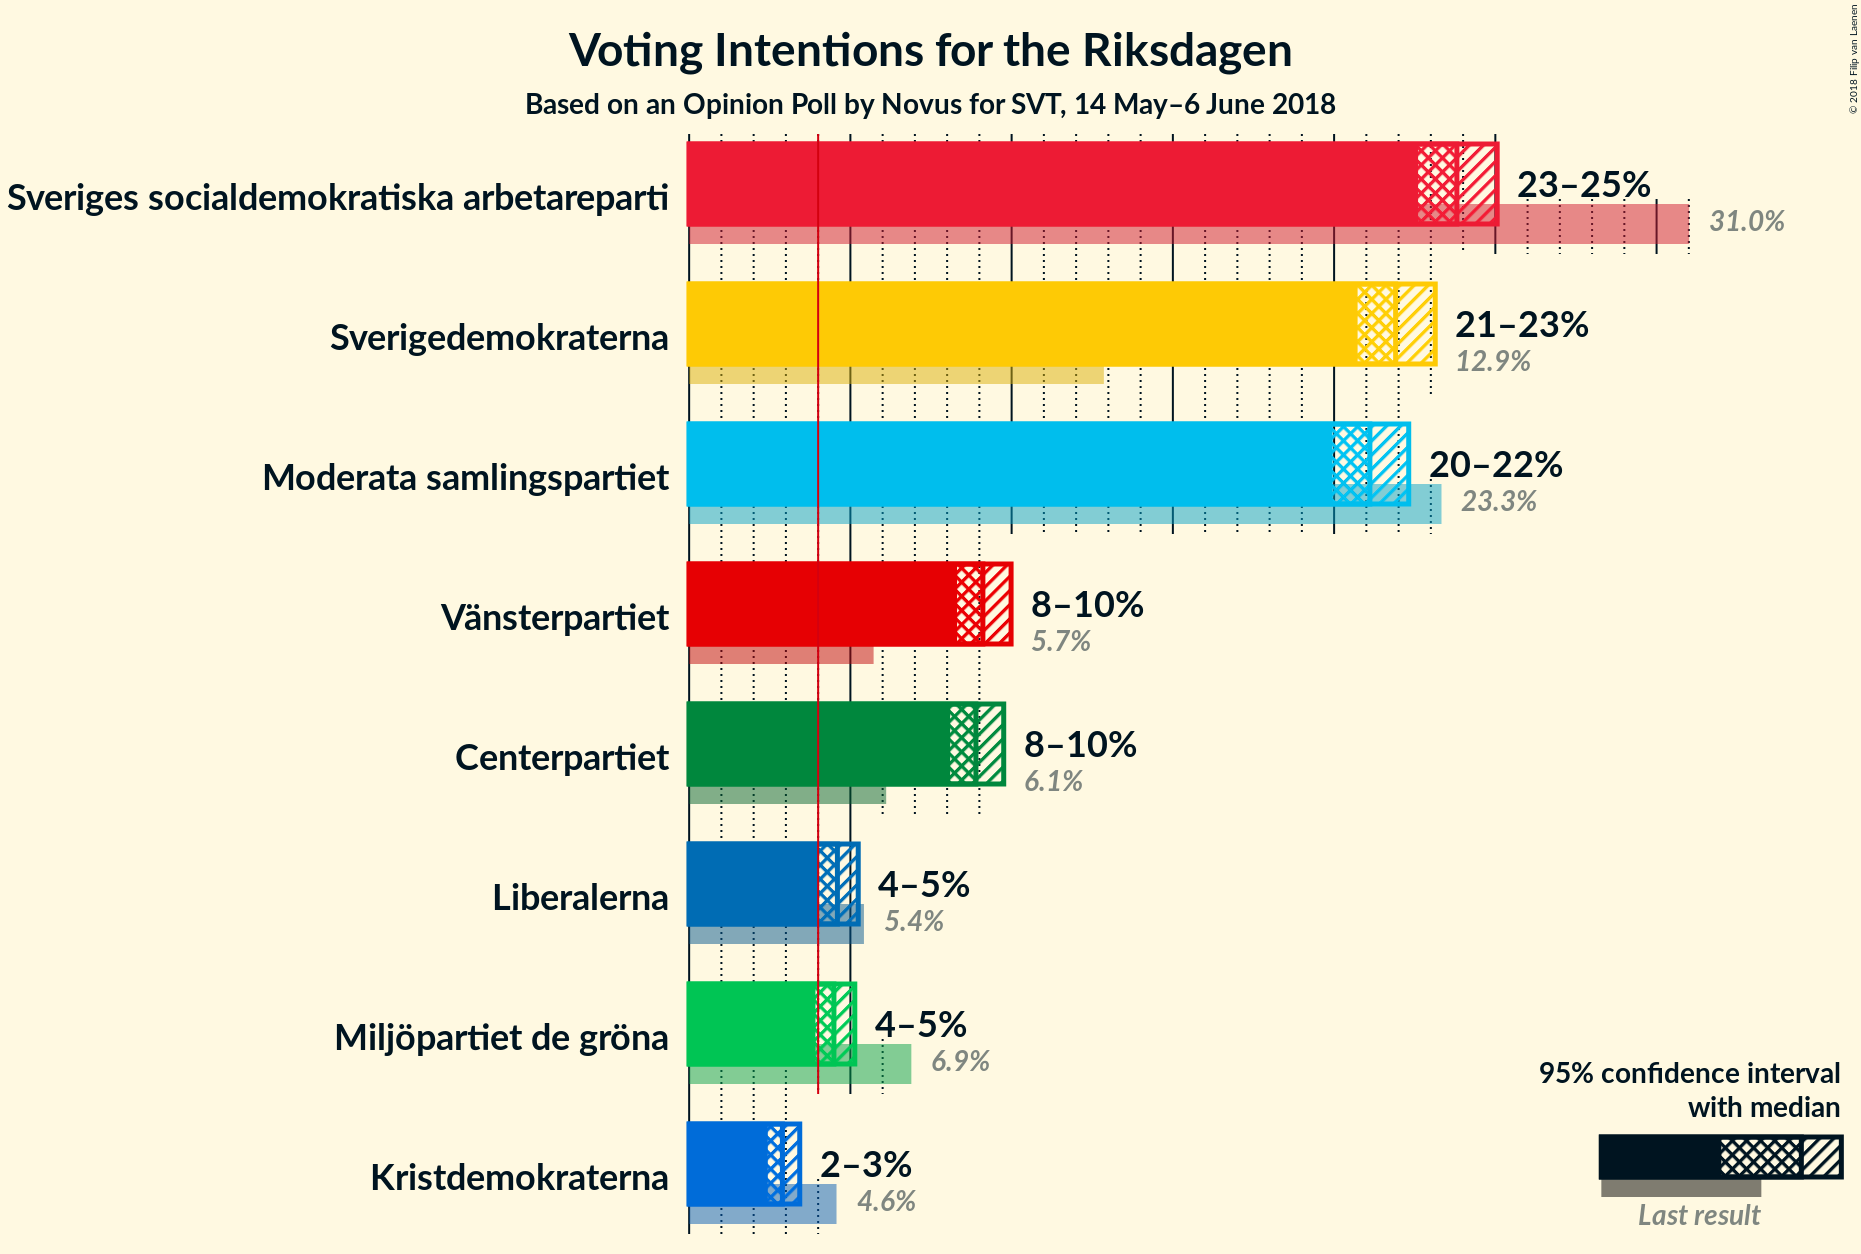 Voting Intentions for the Riksdagen
Based on an Opinion Poll by Novus for SVT, 14 May–6 June 2018
© 2018 Filip van Laenen
Sveriges socialdemokratiska arbetareparti
23–25%
31.0%
Sverigedemokraterna
21–23%
12.9%
Moderata samlingspartiet
20–22%
23.3%
Vänsterpartiet
8–10%
5.7%
Centerpartiet
8–10%
6.1%
Liberalerna
4–5%
5.4%
Miljöpartiet de gröna
4–5%
6.9%
Kristdemokraterna
2–3%
4.6%
95% confidence interval
with median
Last result